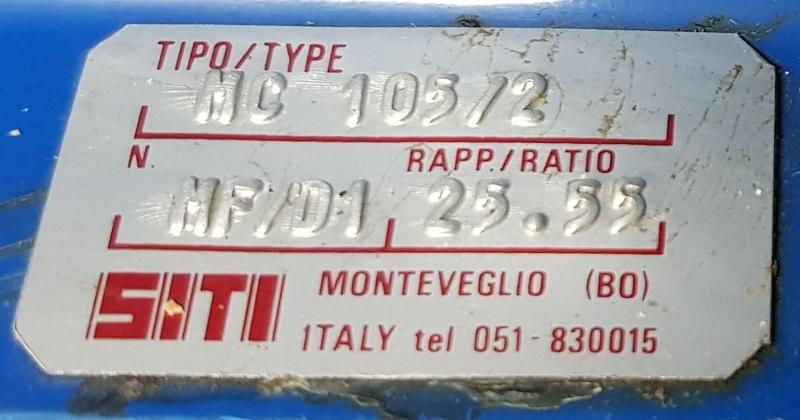 TIPO/TYPE
MC 105/2
N. RAPP./RATIO
MF/D1 25.55
SITI MONTEVEGLIO (BO)
ITALY tel 051-830015